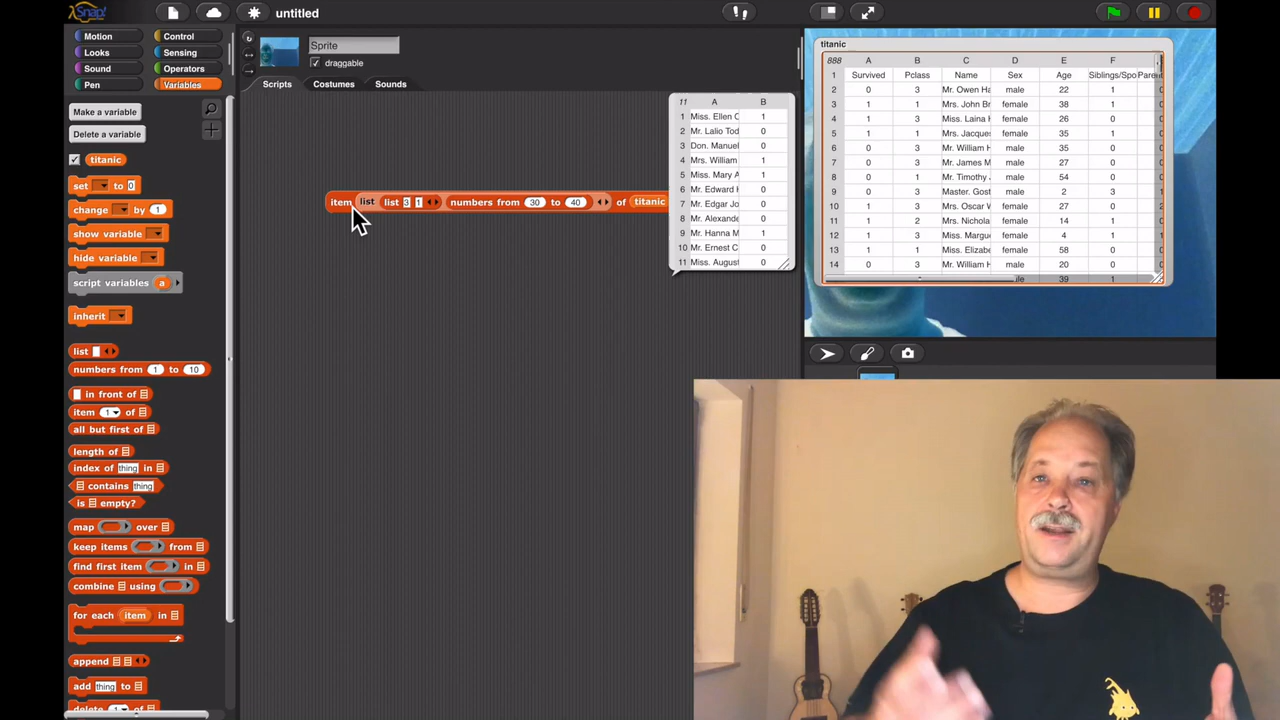 Snap!
untitled
Motion Control
Looks Sensing
Sound Operators
Pen Variables
Sprite
draggable
Scripts Costumes Sounds
Make a variable
Delete a variable
titanic
set to 0
change by 1
show variable
hide variable
script variables a
inherit
list
numbers from 1 to 10
in front of
item 1 of
all but first of
length of
index of thing in
contains thing
is empty?
map over
keep items from
find first item in
combine using
for each item in
append
add thing to
item list list 3 1 numbers from 30 to 40 of titanic
11 A B
1 Miss. Ellen 1
2 Mr. Lalio Tod 0
3 Don. Manuel 0
4 Mrs. William 1
5 Miss. Mary A 1
6 Mr. Edward 0
7 Mr. Edgar Jo 0
8 Mr. Alexande 0
9 Mr. Hanna M 1
10 Mr. Ernest C 0
11 Miss. August 0
titanic
888 A B C D E F
1 Survived Pclass Name Sex Age Siblings/Spo Paren
2 0 3 Mr. Owen Ha male 22 1
3 1 1 Mrs. John Br female 38 1
4 1 3 Miss. Laina H female 26 0
5 1 1 Mrs. Jacques female 35 1
6 0 3 Mr. William H male 35 0
7 0 3 Mr. James M male 27 0
8 0 1 Mr. Timothy male 54 0
9 0 3 Master. Gost male 2 3
10 1 3 Mrs. Oscar W female 27 0
11 1 2 Mrs. Nichola female 14 1
12 1 3 Miss. Margue female 4 1
13 1 1 Miss. Elizabe female 58 0
14 0 3 Mr. William H male 20 0
39 1